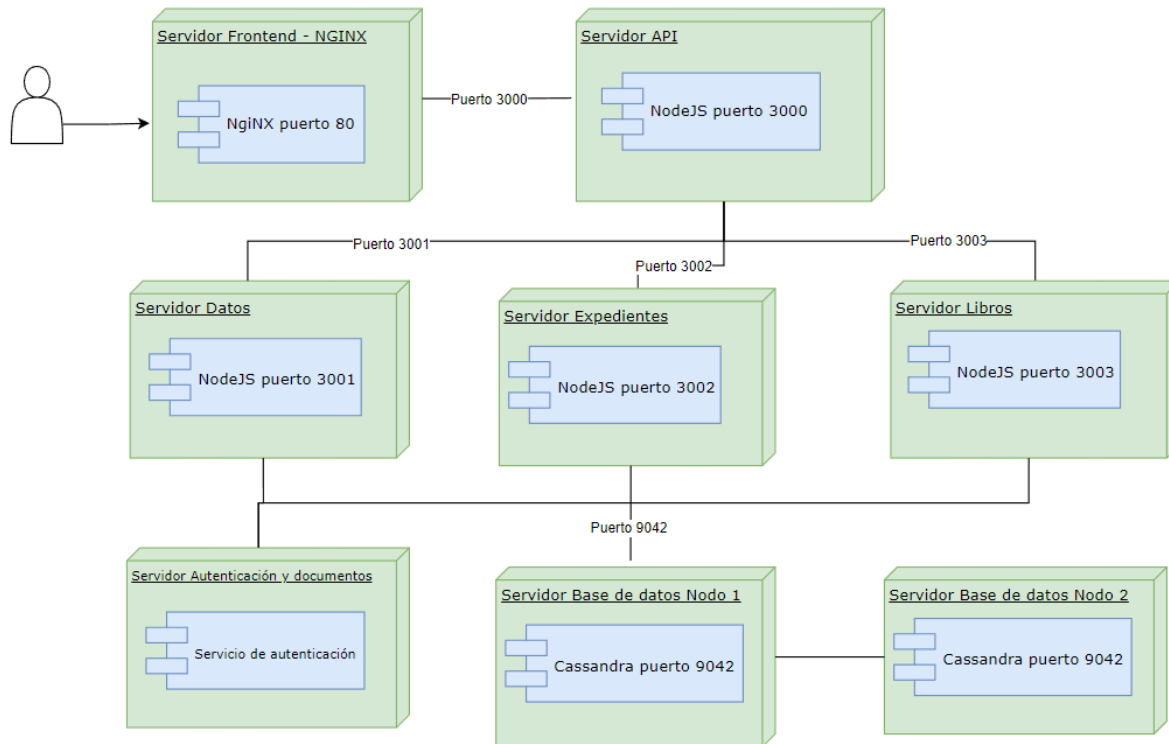 Servidor Frontend - NGINX
NgiNX puerto 80
Puerto 3000
Servidor API
NodeJS puerto 3000
Puerto 3001
Puerto 3002
Puerto 3003
Servidor Datos
NodeJS puerto 3001
Servidor Expedientes
NodeJS puerto 3002
Servidor Libros
NodeJS puerto 3003
Puerto 9042
Servidor Autenticación y documentos
Servicio de autenticación
Servidor Base de datos Nodo 1
Cassandra puerto 9042
Servidor Base de datos Nodo 2
Cassandra puerto 9042